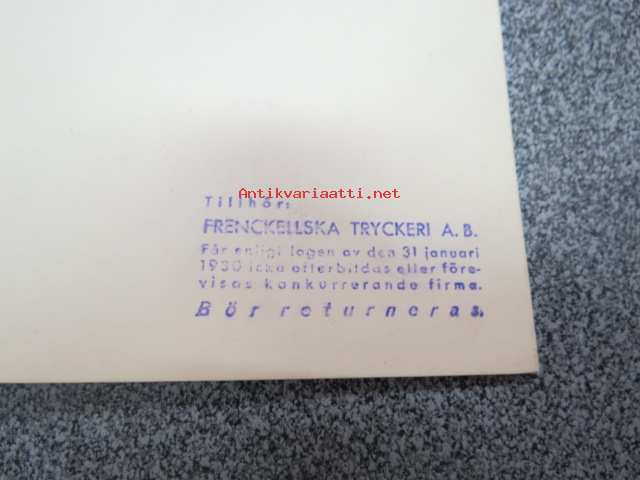 Antikvariaatti.net
Tillhör:
FRENCKELLSKA TRYCKERI A. B.
Får enligt lagen av den 31 januari
1930 icke efterbildas eller före-
visas konkurrerande firma.
Bör returneras.